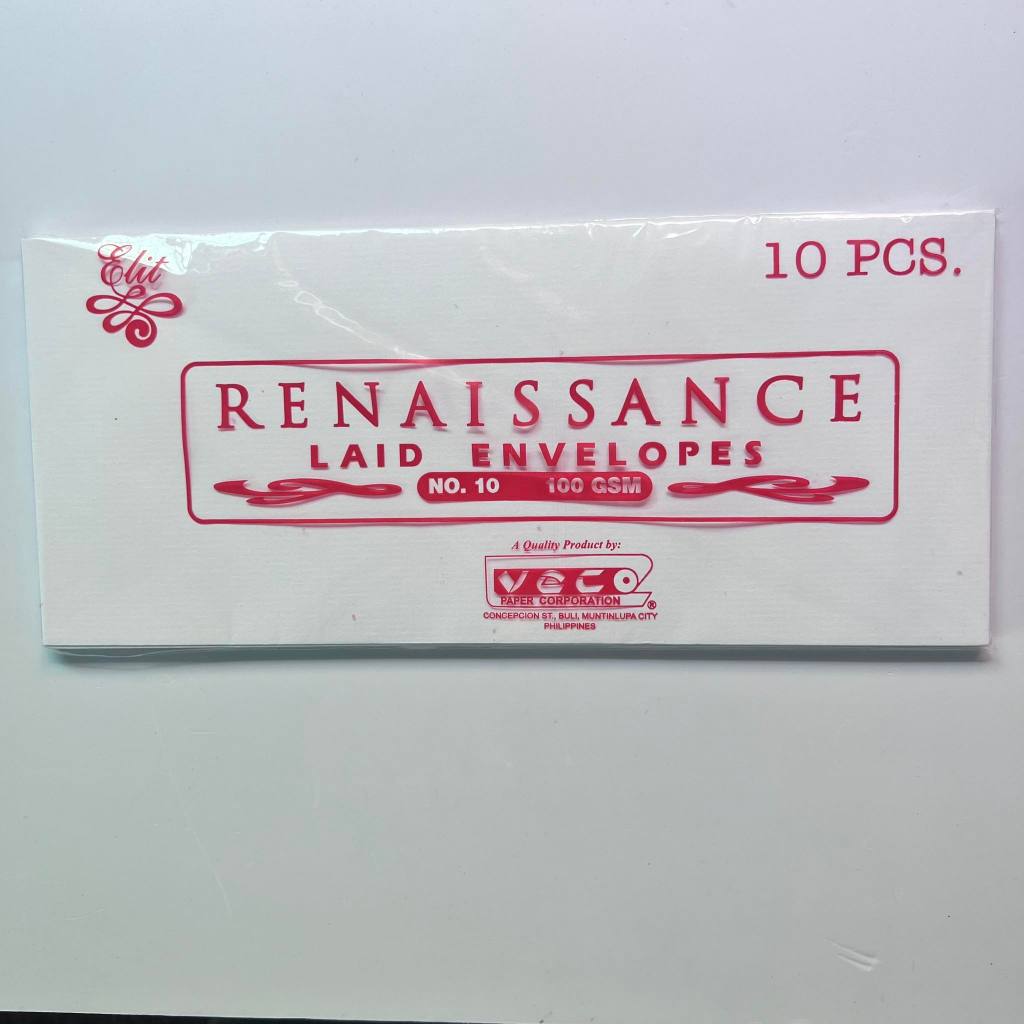 Elit
10 PCS.
RENAISSANCE
LAID ENVELOPES
NO. 10 100 GSM
A Quality Product by:
VECO
PAPER CORPORATION ®
CONCEPCION ST., BULI, MUNTINLUPA CITY
PHILIPPINES